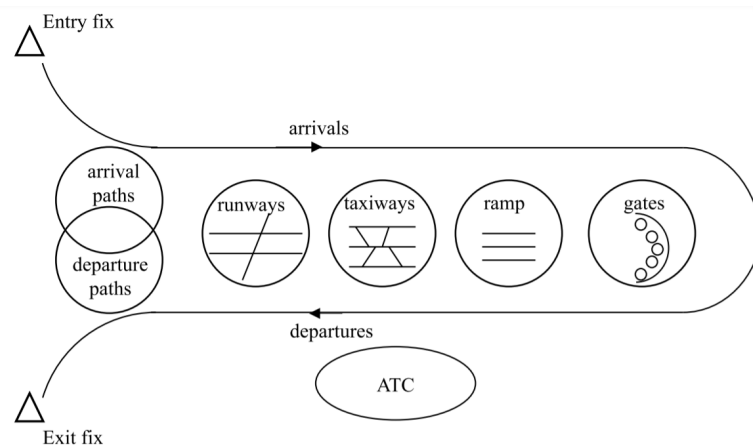 Entry fix
arrivals
arrival
paths
runways
taxiways
ramp
gates
departure
paths
departures
ATC
Exit fix